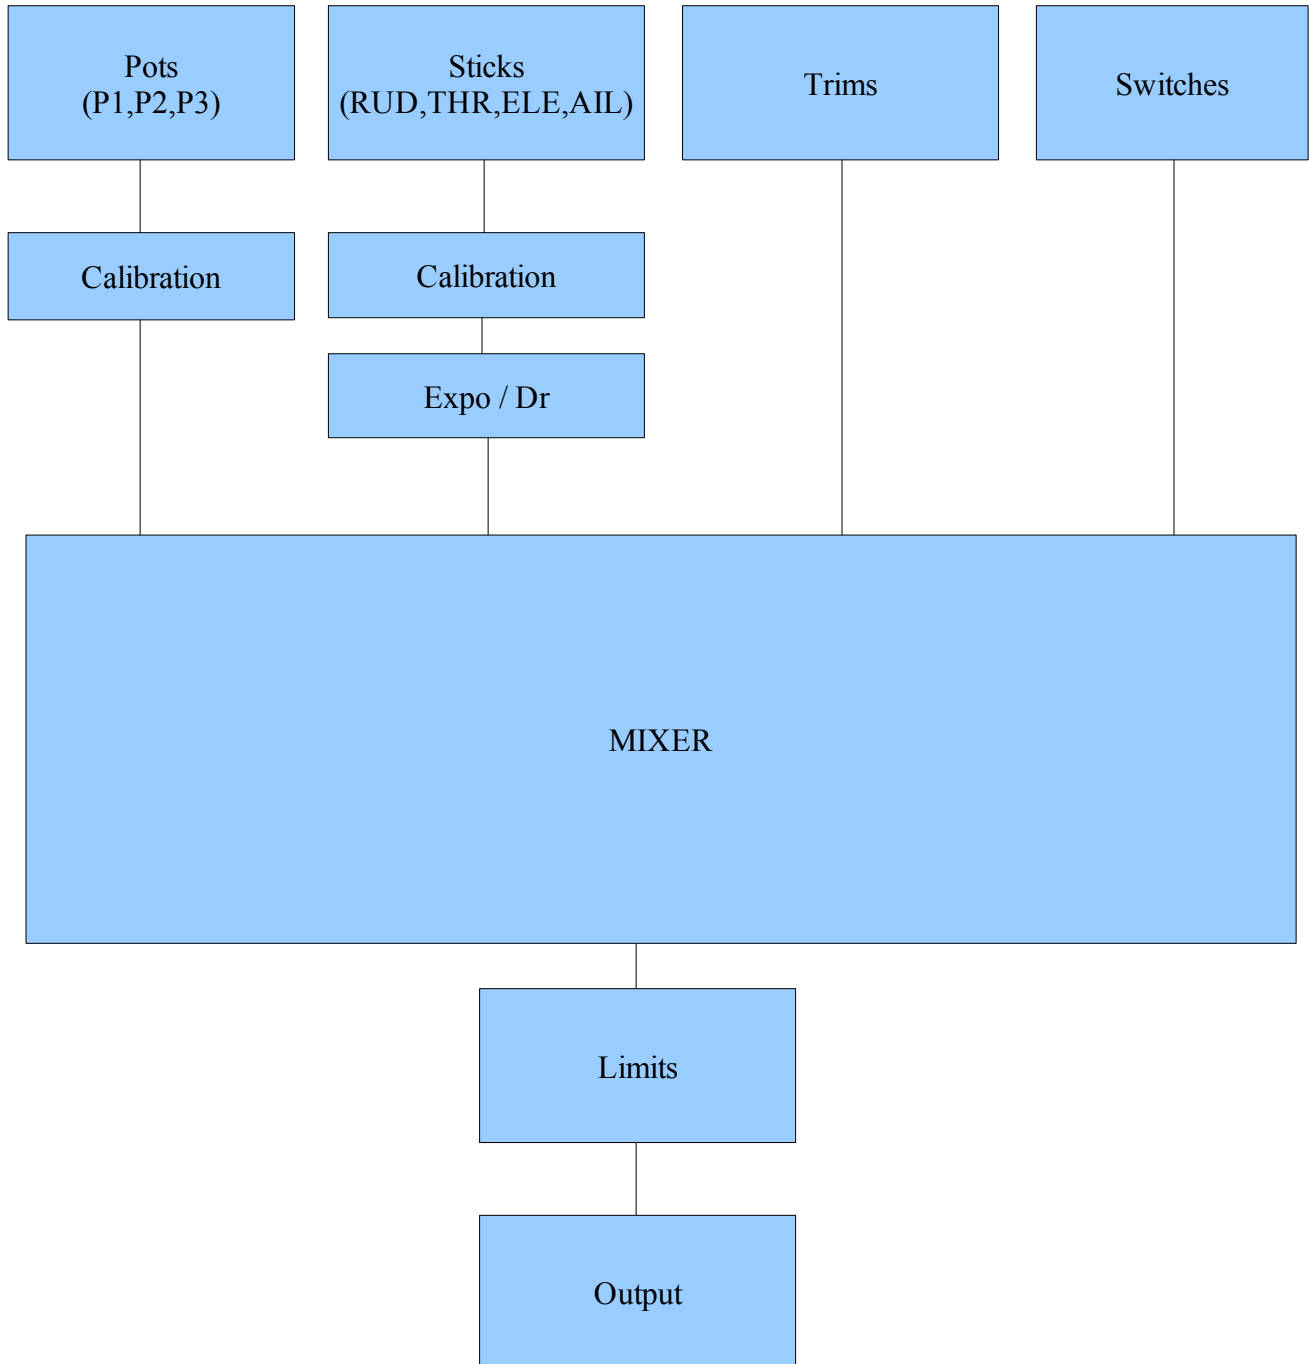 Pots
(P1,P2,P3)
Sticks
(RUD,THR,ELE,AIL)
Trims
Switches
Calibration
Calibration
Expo / Dr
MIXER
Limits
Output